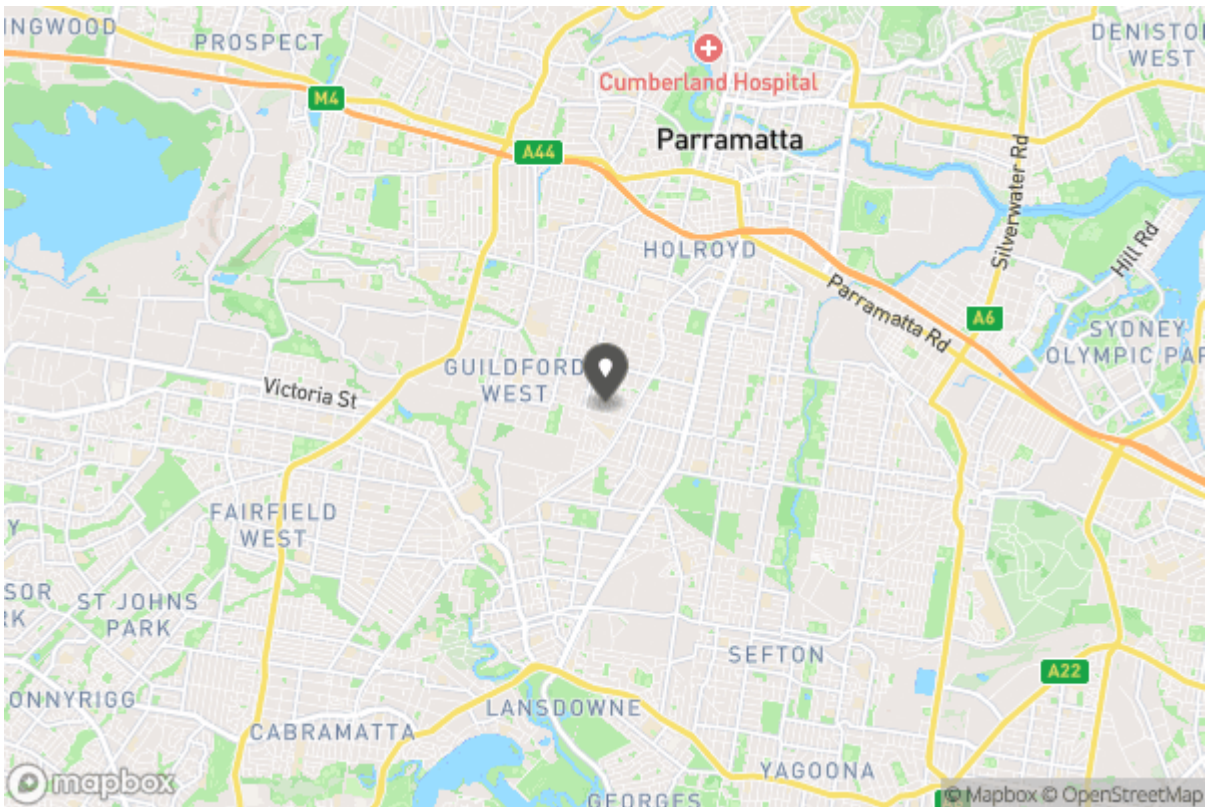 INGWOOD
PROSPECT
DENISTO
WEST
Cumberland Hospital
M4
Parramatta
A44
Silverwater Rd
HOLROYD
Hill Rd
Parramatta Rd
A6
SYDNEY
OLYMPIC PAR
GUILDFORD
WEST
Victoria St
FAIRFIELD
WEST
Y
SOR
RK
ST JOHNS
PARK
SEFTON
A22
ONNYRIGG
LANSDOWNE
CABRAMATTA
YAGOONA
mapbox
GEORGES
© Mapbox © OpenStreetMap